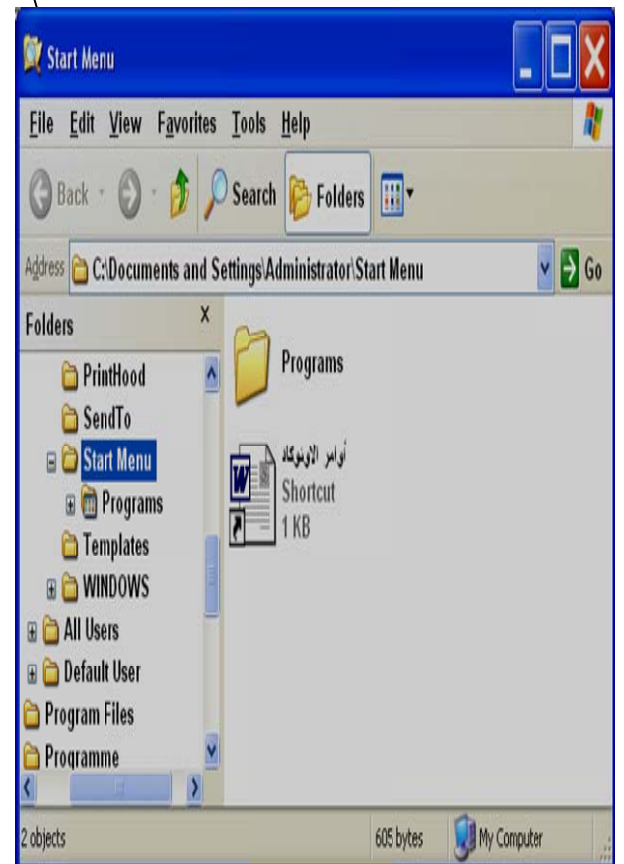 Start Menu
File Edit View Favorites Tools Help
Back Search Folders
Address C:\Documents and Settings\Administrator\Start Menu Go
Folders X
PrintHood
SendTo
Start Menu
Programs
Templates
WINDOWS
All Users
Default User
Program Files
Programme
Programs
أوامر الاوتوكاد
Shortcut
1 KB
2 objects 605 bytes My Computer